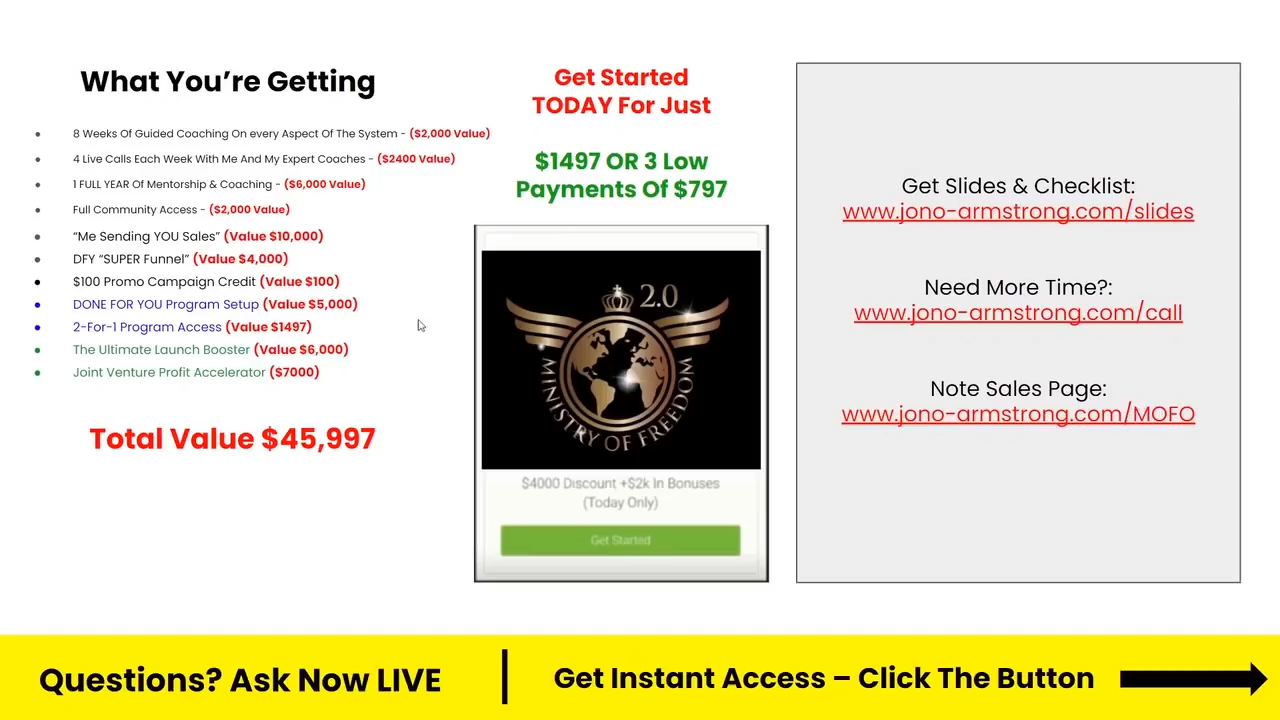 What You're Getting
8 Weeks Of Guided Coaching On every Aspect Of The System - ($2,000 Value)
4 Live Calls Each Week With Me And My Expert Coaches - ($2400 Value)
1 FULL YEAR Of Mentorship & Coaching - ($6,000 Value)
Full Community Access - ($2,000 Value)
“Me Sending YOU Sales” (Value $10,000)
DFY “SUPER Funnel” (Value $4,000)
$100 Promo Campaign Credit (Value $100)
DONE FOR YOU Program Setup (Value $5,000)
2-For-1 Program Access (Value $1497)
The Ultimate Launch Booster (Value $6,000)
Joint Venture Profit Accelerator ($7000)
Total Value $45,997
Get Started
TODAY For Just
$1497 OR 3 Low
Payments Of $797
2.0
MINISTRY OF FREEDOM
$4000 Discount +$2k In Bonuses
(Today Only)
Get Started
Get Slides & Checklist:
www.jono-armstrong.com/slides
Need More Time?:
www.jono-armstrong.com/call
Note Sales Page:
www.jono-armstrong.com/MOFO
Questions? Ask Now LIVE
Get Instant Access – Click The Button